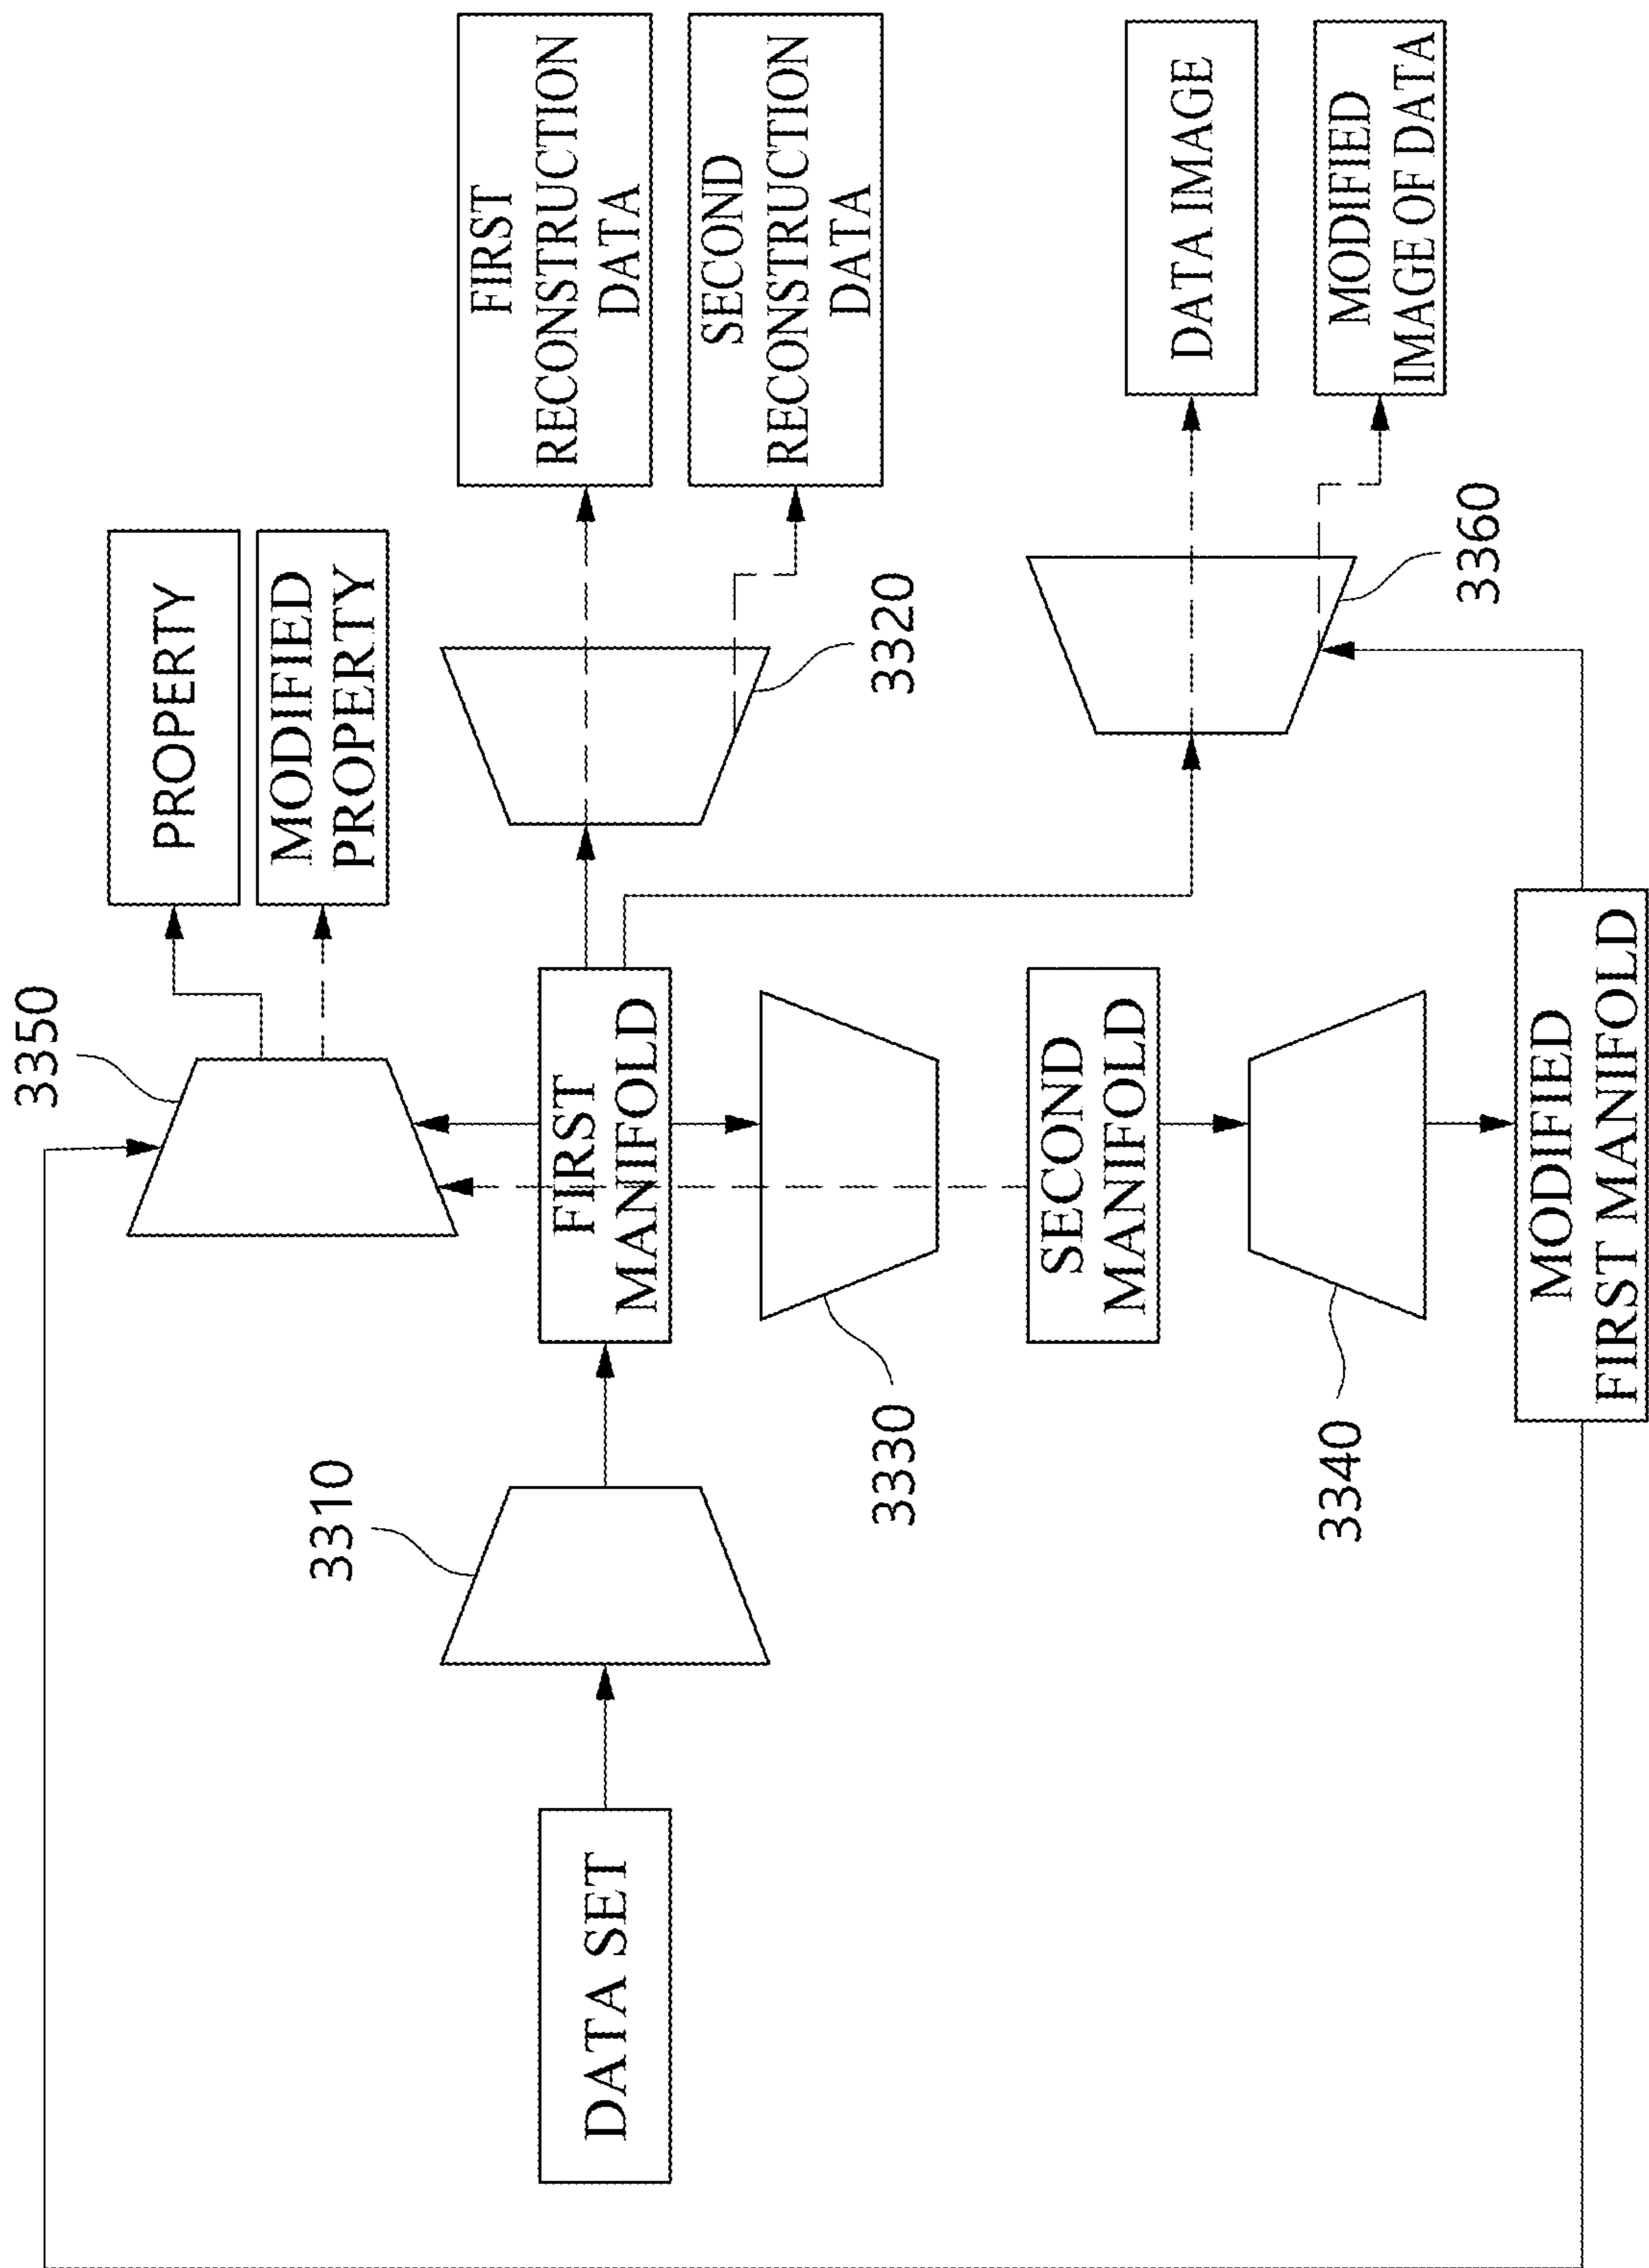 3350
PROPERTY
MODIFIED
PROPERTY
3310
DATA SET
FIRST
MANIFOLD
FIRST
RECONSTRUCTION
DATA
SECOND
RECONSTRUCTION
DATA
3330
3320
SECOND
MANIFOLD
DATA IMAGE
3340
MODIFIED
IMAGE OF DATA
3360
MODIFIED
FIRST MANIFOLD